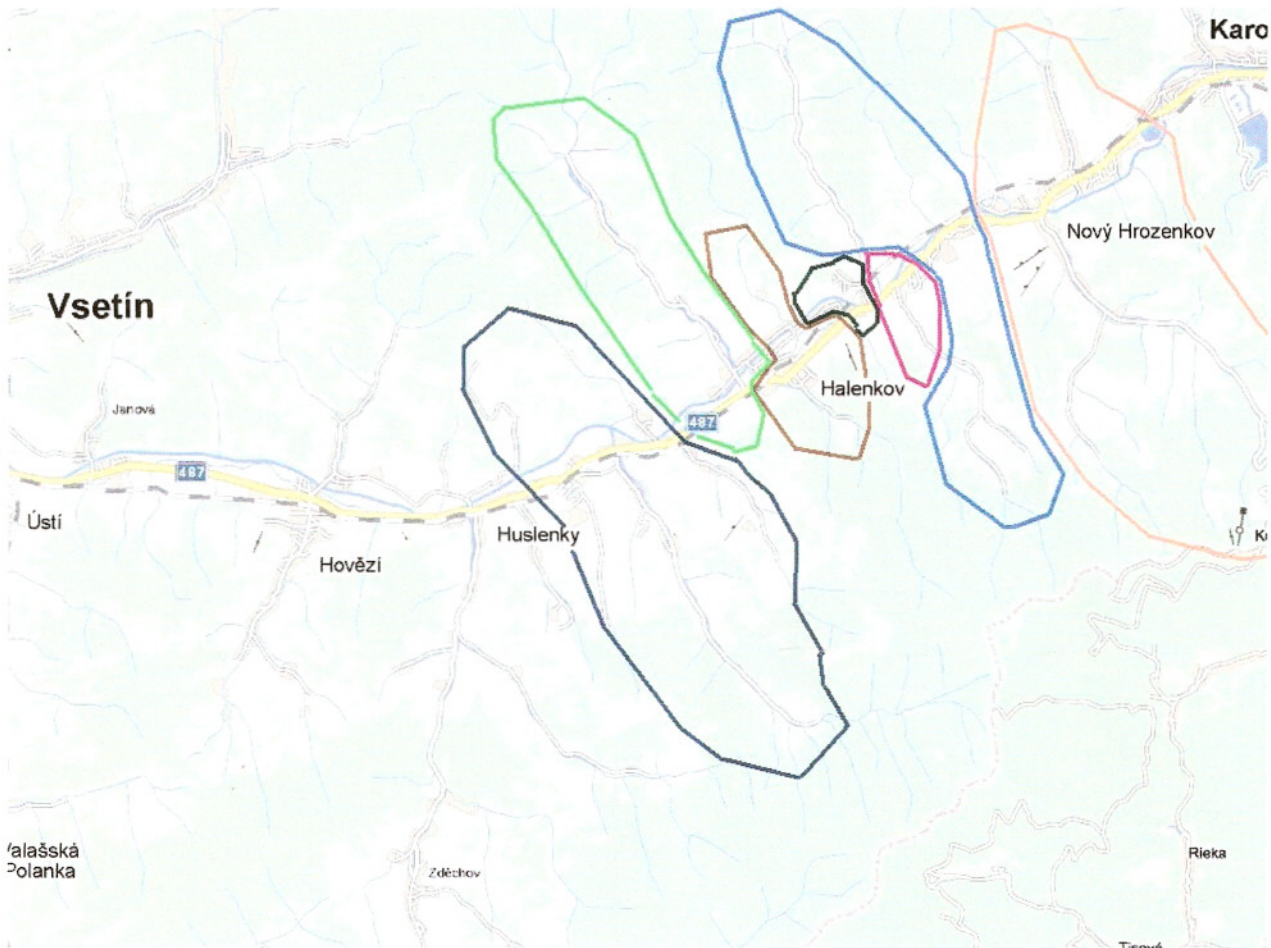 Karo
Nový Hrozenkov
Vsetín
Halenkov
Janová
487
487
Ústí
Huslenky
Hovězí
Valašská
Polanka
Zděchov
Rieka